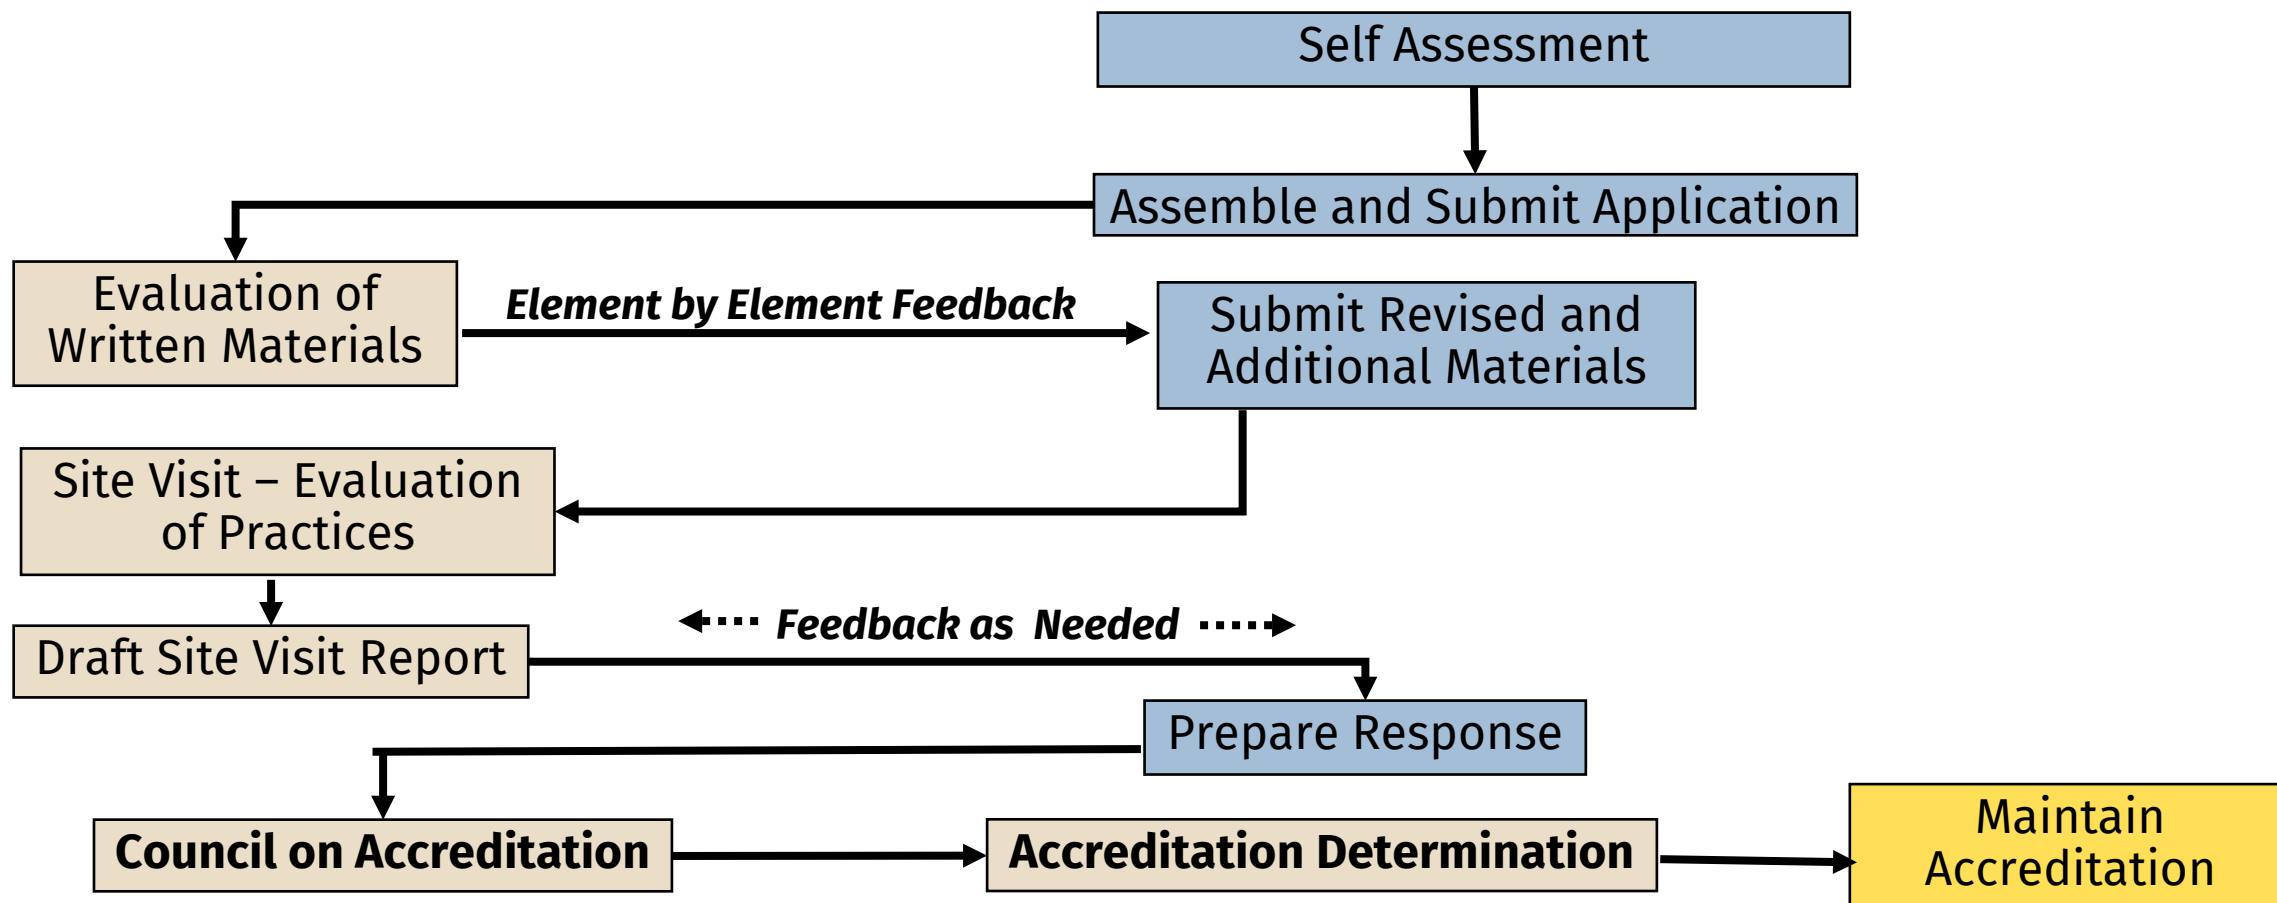 Self Assessment
Assemble and Submit Application
Evaluation of
Written Materials
Element by Element Feedback
Submit Revised and
Additional Materials
Site Visit – Evaluation
of Practices
Feedback as Needed
Draft Site Visit Report
Prepare Response
Council on Accreditation
Accreditation Determination
Maintain
Accreditation